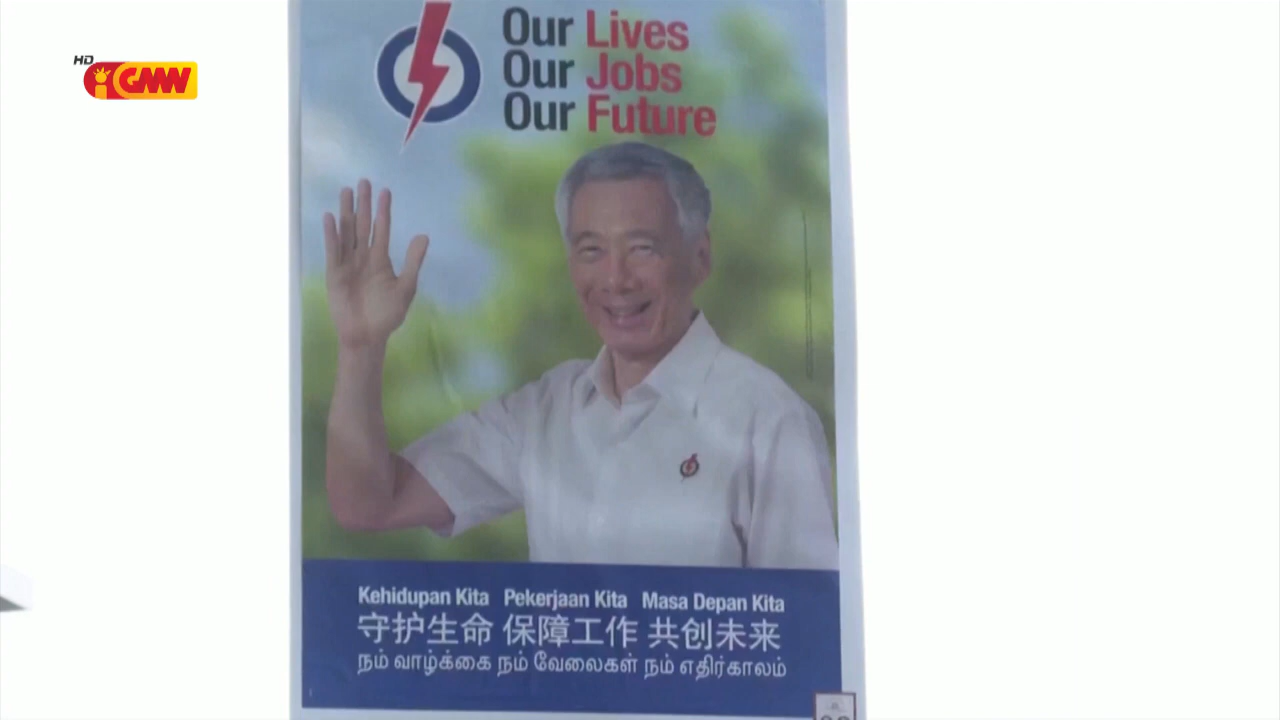 HD
GMW
Our Lives
Our Jobs
Our Future
Kehidupan Kita Pekerjaan Kita Masa Depan Kita
守护生命 保障工作 共创未来
நம் வாழ்க்கை நம் வேலைகள் நம் எதிர்காலம்